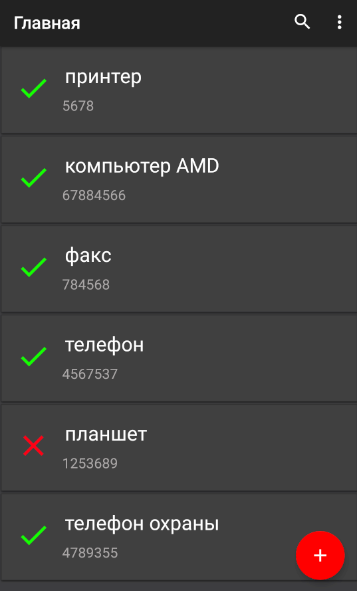 Главная
принтер
5678
компьютер AMD
67884566
факс
784568
телефон
4567537
планшет
1253689
телефон охраны
4789355